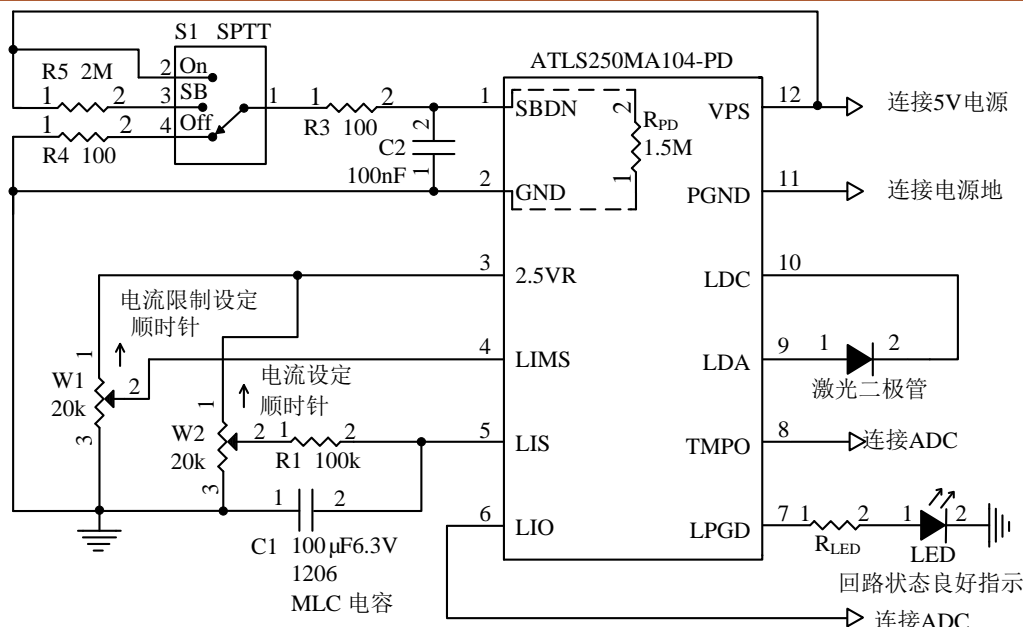 S1 SPTT
ATLS250MA104-PD
R5 2M
2 On
1 2 3 SB
1 2 4 Off
1
R4 100
1 2
R3 100
2
C2
1
100nF
1 SBDN
2 GND
2
RPD
1.5M
1
VPS 12
连接5V电源
PGND 11
连接电源地
3 2.5VR
LDC 10
电流限制设定
顺时针
1
W1
20k
2
3
4 LIMS
LDA 9
1 2
激光二极管
电流设定
顺时针
1
W2
20k
2
3
1 2
R1 100k
5 LIS
TMPO 8
连接ADC
1 2
C1 100μF6.3V
1206
MLC 电容
6 LIO
LPGD 7
1 2
RLED
1 2
LED
回路状态良好指示
连接ADC